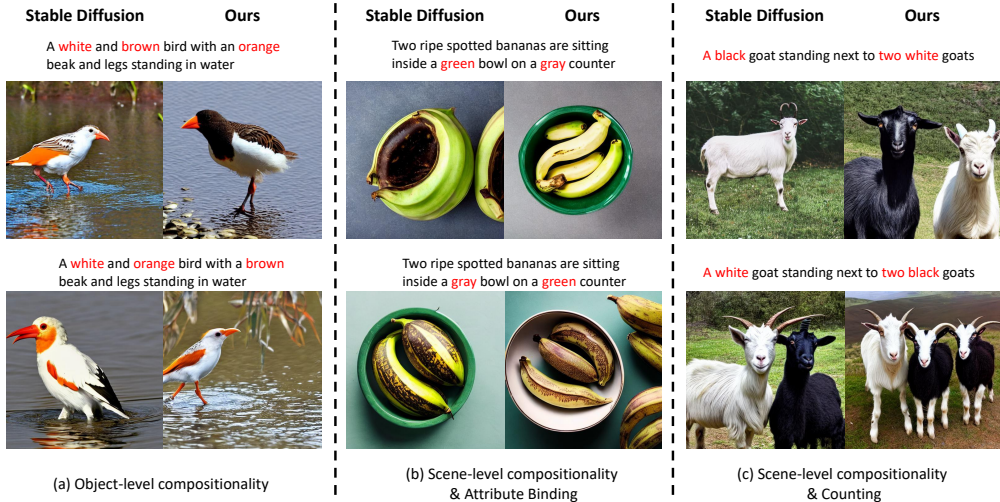 Stable Diffusion
Ours
A white and brown bird with an orange
beak and legs standing in water
A white and orange bird with a brown
beak and legs standing in water
(a) Object-level compositionality
Stable Diffusion
Ours
Two ripe spotted bananas are sitting
inside a green bowl on a gray counter
Two ripe spotted bananas are sitting
inside a gray bowl on a green counter
(b) Scene-level compositionality
& Attribute Binding
Stable Diffusion
Ours
A black goat standing next to two white goats
A white goat standing next to two black goats
(c) Scene-level compositionality
& Counting